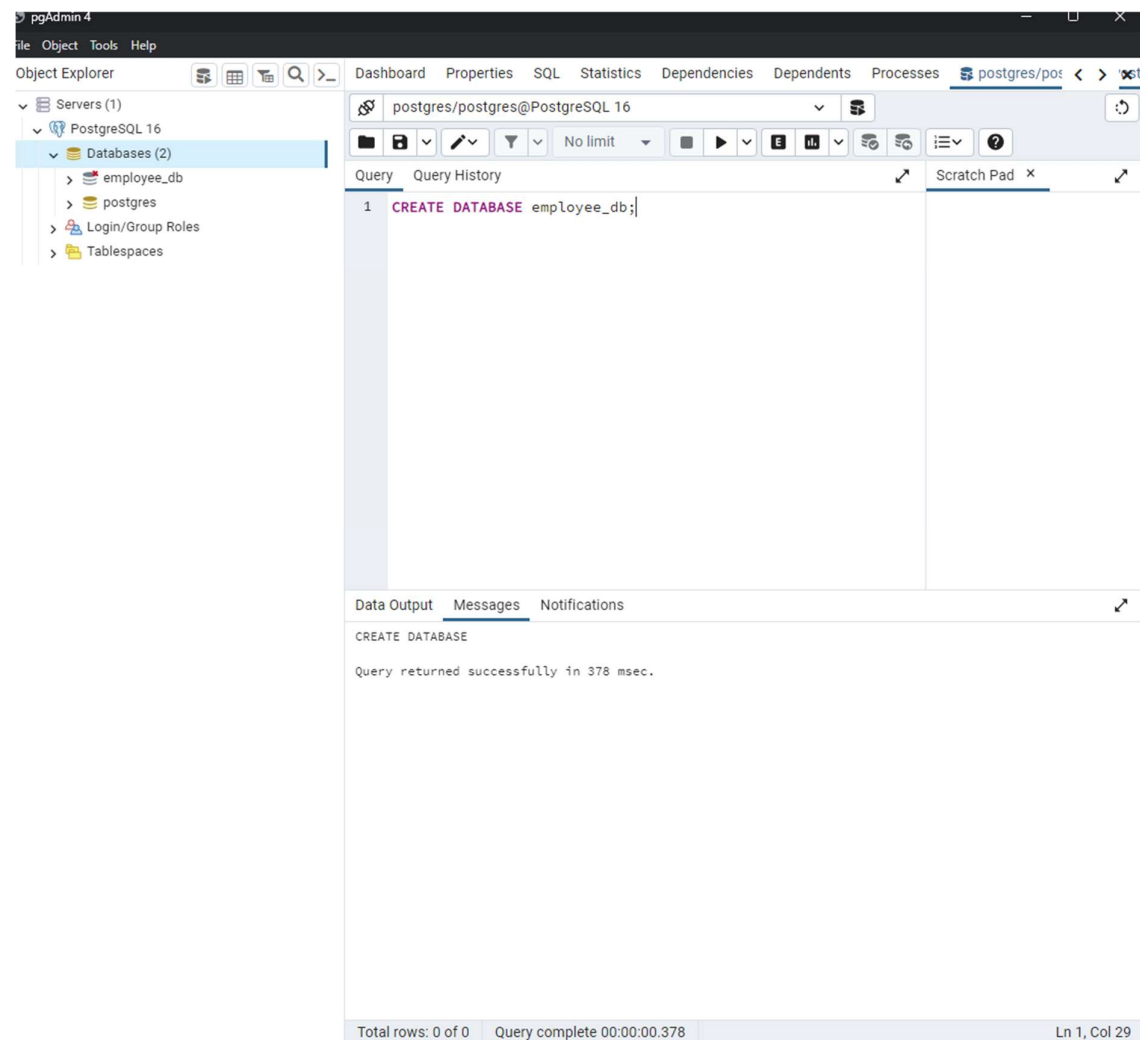 pgAdmin 4
File Object Tools Help
Object Explorer
Dashboard Properties SQL Statistics Dependencies Dependents Processes postgres/pos
Servers (1)
PostgreSQL 16
Databases (2)
employee_db
postgres
Login/Group Roles
Tablespaces
postgres/postgres@PostgreSQL 16
No limit
E
Query Query History
Scratch Pad
1 CREATE DATABASE employee_db;
Data Output Messages Notifications
CREATE DATABASE
Query returned successfully in 378 msec.
Total rows: 0 of 0 Query complete 00:00:00.378 Ln 1, Col 29